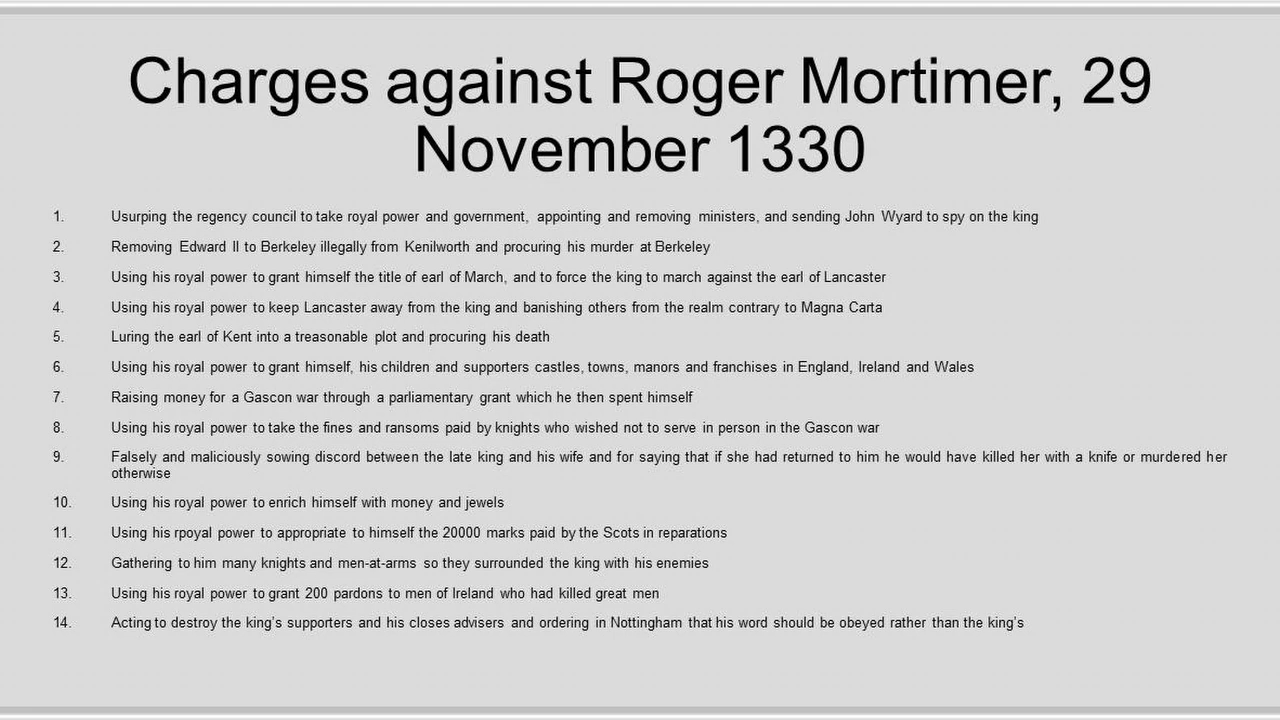 Charges against Roger Mortimer, 29
November 1330
1. Usurping the regency council to take royal power and government, appointing and removing ministers, and sending John Wyard to spy on the king
2. Removing Edward II to Berkeley illegally from Kenilworth and procuring his murder at Berkeley
3. Using his royal power to grant himself the title of earl of March, and to force the king to march against the earl of Lancaster
4. Using his royal power to keep Lancaster away from the king and banishing others from the realm contrary to Magna Carta
5. Luring the earl of Kent into a treasonable plot and procuring his death
6. Using his royal power to grant himself, his children and supporters castles, towns, manors and franchises in England, Ireland and Wales
7. Raising money for a Gascon war through a parliamentary grant which he then spent himself
8. Using his royal power to take the fines and ransoms paid by knights who wished not to serve in person in the Gascon war
9. Falsely and maliciously sowing discord between the late king and his wife and for saying that if she had returned to him he would have killed her with a knife or murdered her
otherwise
10. Using his royal power to enrich himself with money and jewels
11. Using his rpoyal power to appropriate to himself the 20000 marks paid by the Scots in reparations
12. Gathering to him many knights and men-at-arms so they surrounded the king with his enemies
13. Using his royal power to grant 200 pardons to men of Ireland who had killed great men
14. Acting to destroy the king's supporters and his closes advisers and ordering in Nottingham that his word should be obeyed rather than the king's